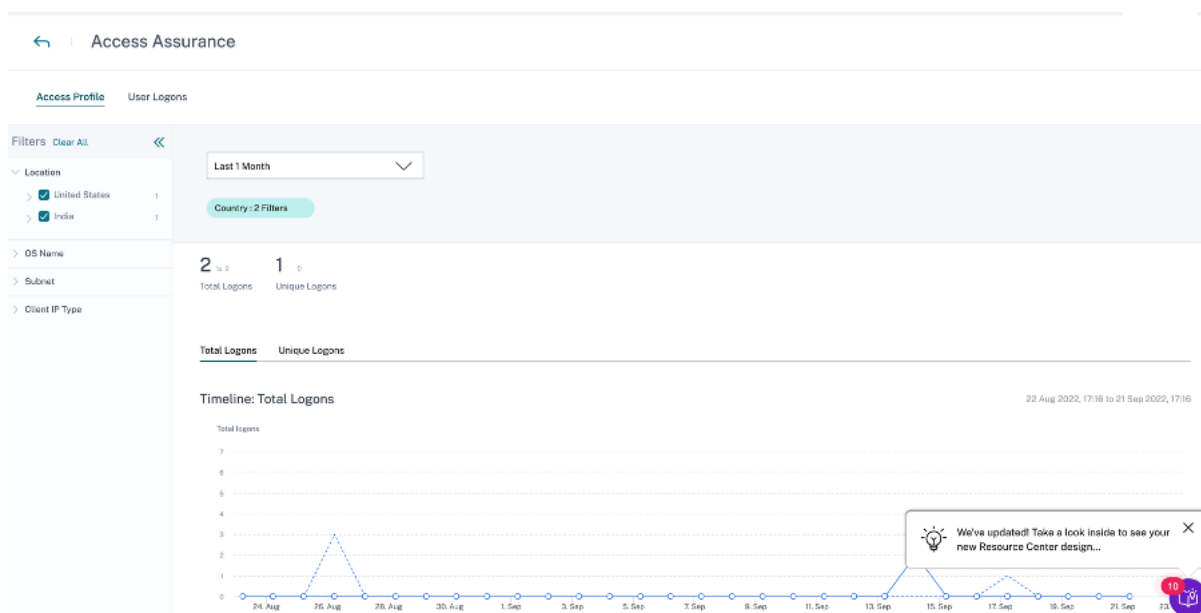 Access Assurance
Access Profile User Logons
Filters Clear All
Location
United States 1
India 1
OS Name
Subnet
Client IP Type
Last 1 Month
Country : 2 Filters
2 1
Total Logons Unique Logons
Total Logons Unique Logons
Timeline: Total Logons
22 Aug 2022, 17:16 to 21 Sep 2022, 17:16
Total logons
7
6
5
4
3
2
1
0
24. Aug 26. Aug 28. Aug 30. Aug 1. Sep 3. Sep 5. Sep 7. Sep 9. Sep 11. Sep 13. Sep 15. Sep 17. Sep 19. Sep 21. Sep 23.
We've updated! Take a look inside to see your
new Resource Center design...
10